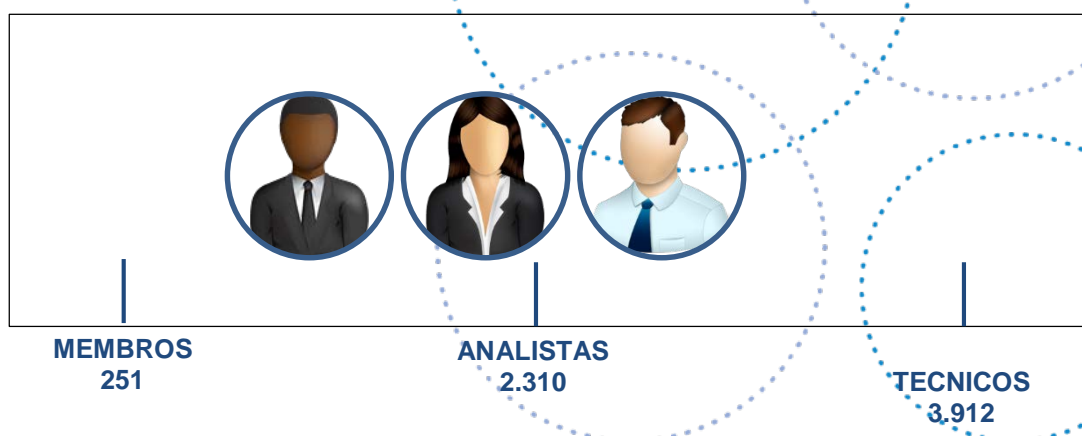 MEMBROS
251
ANALISTAS
2.310
TECNICOS
3.912